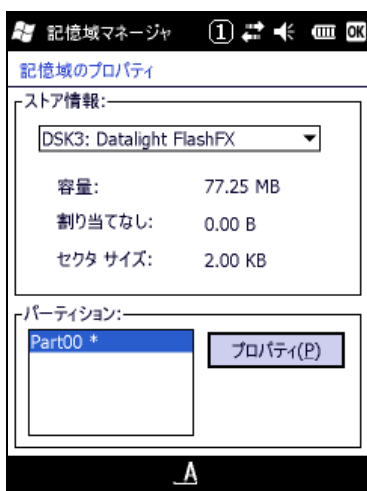 記憶域マネージャ 1 OK
記憶域のプロパティ
ストア情報:
DSK3: Datalight FlashFX
容量: 77.25 MB
割り当てなし: 0.00 B
セクタ サイズ: 2.00 KB
パーティション:
Part00 *
プロパティ(P)
A